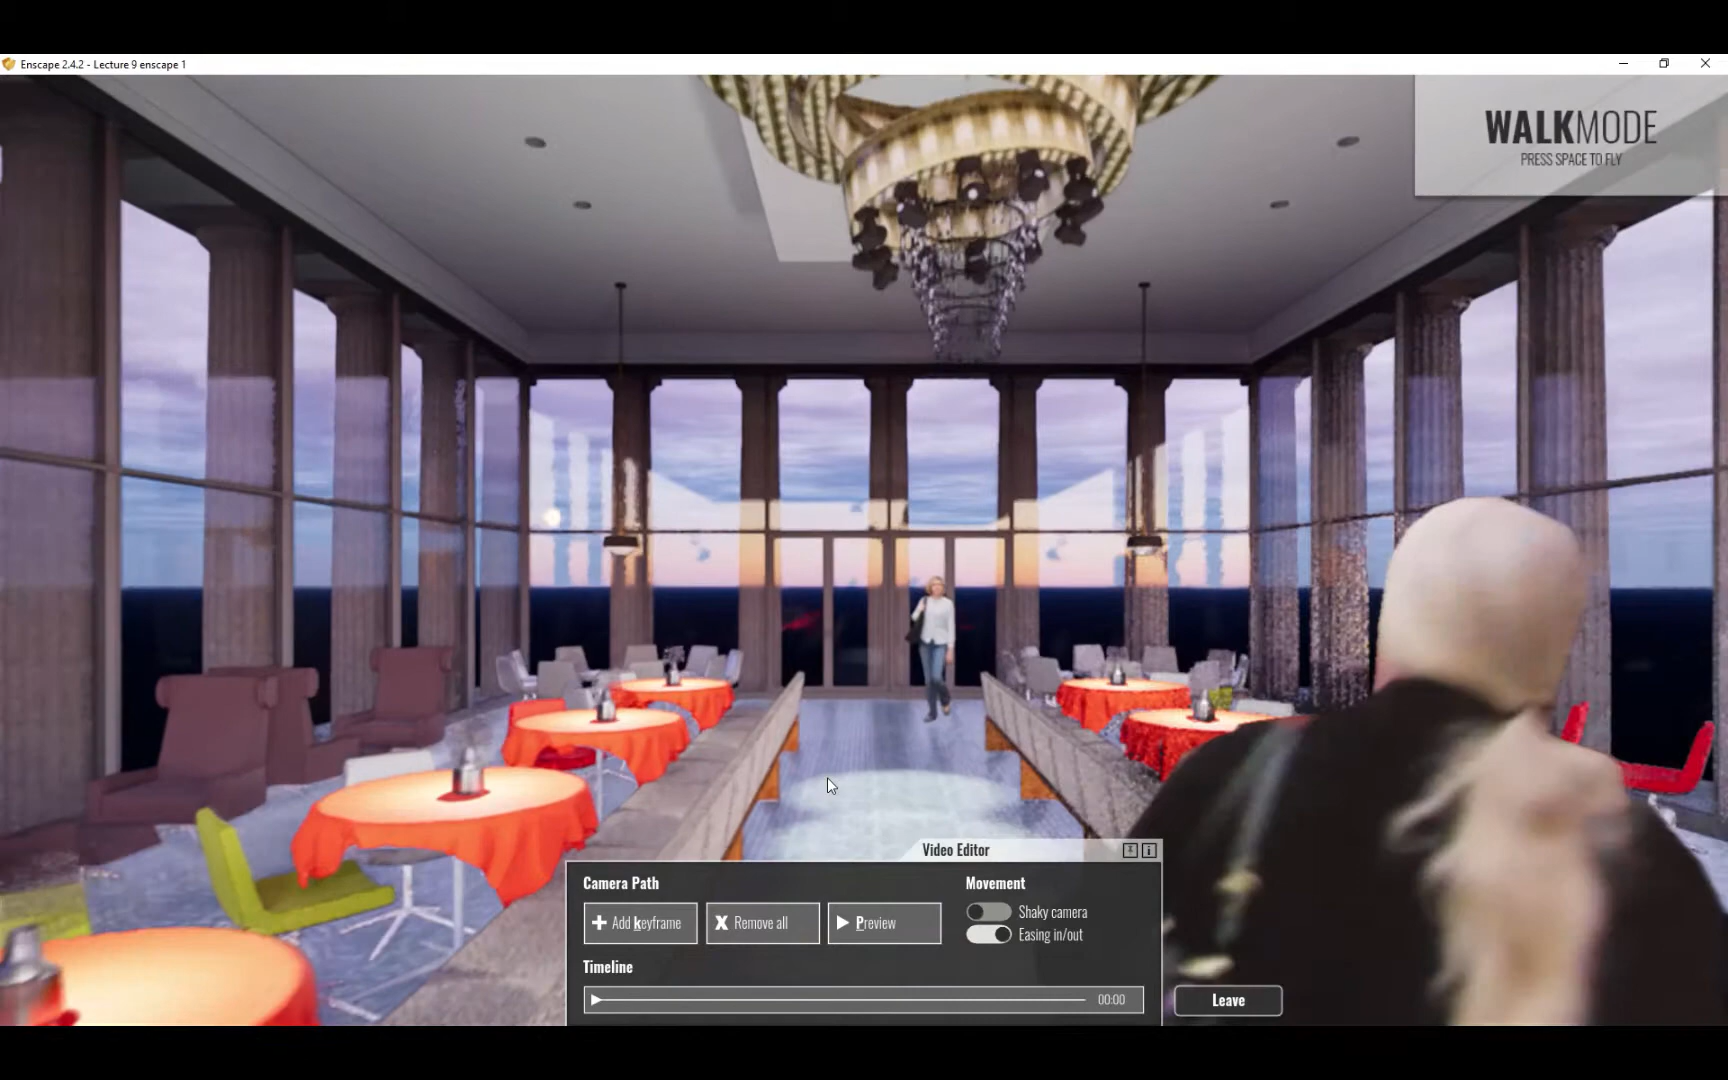 Enscape 2.4.2 - Lecture 9 enscape 1
WALKMODE
PRESS SPACE TO FLY
Video Editor
Camera Path
Movement
Add keyframe
X Remove all
Preview
Shaky camera
Easing in/out
Timeline
00:00
Leave